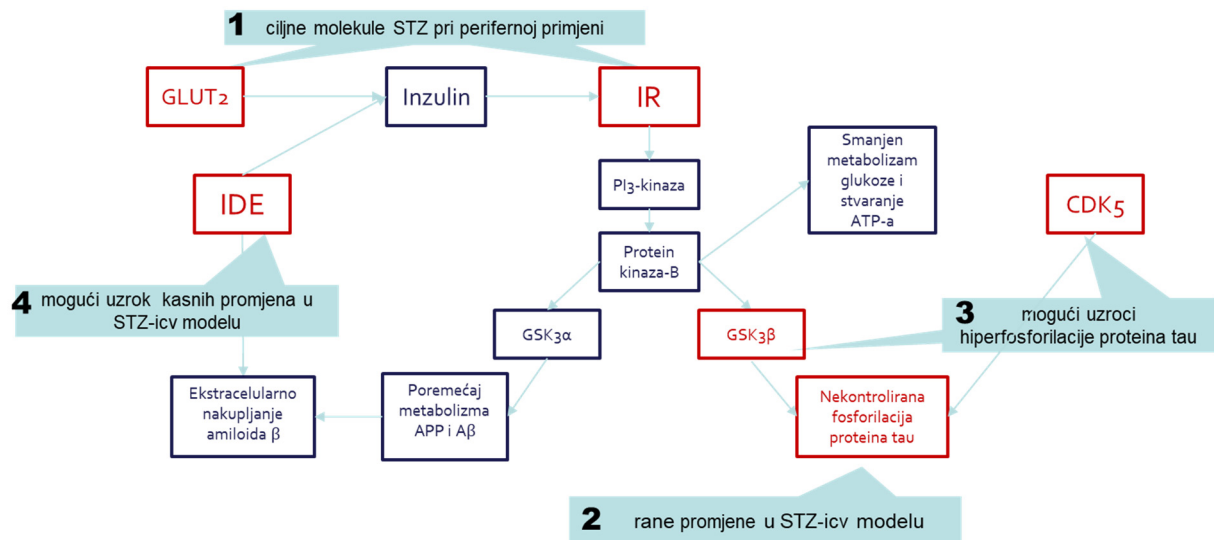 1 ciljne molekule STZ pri perifernoj primjeni
GLUT2
Inzulin
IR
Smanjen
metabolizam
glukoze i
stvaranje
ATP-a
PI3-kinaza
IDE
CDK5
Protein
kinaza-B
4 mogući uzrok kasnih promjena u
STZ-icv modelu
3 mogući uzroci
hiperfosforilacije proteina tau
GSK3α
GSK3β
Ekstracelularno
nakupljanje
amiloida β
Poremećaj
metabolizma
APP i Aβ
Nekontrolirana
fosforilacija
proteina tau
2 rane promjene u STZ-icv modelu